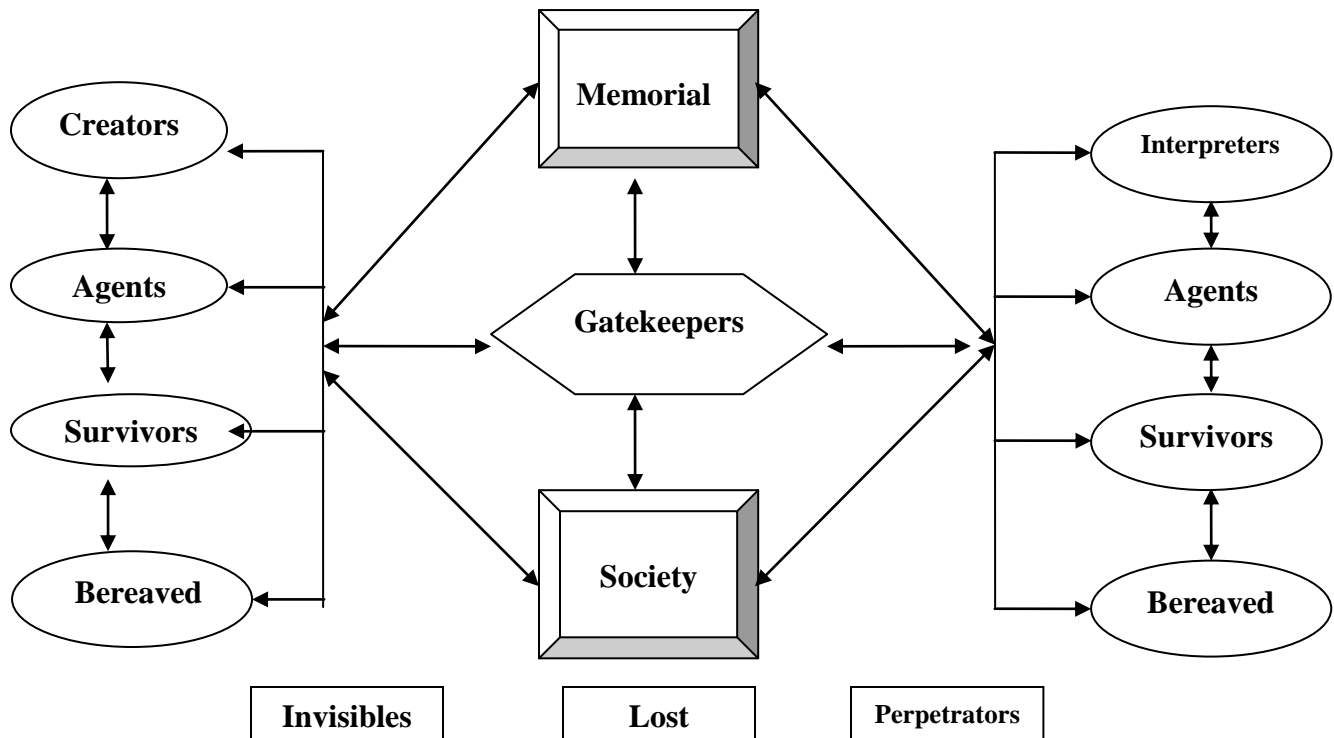 Memorial
Creators
Interpreters
Agents
Agents
Gatekeepers
Survivors
Survivors
Society
Bereaved
Bereaved
Invisibles
Lost
Perpetrators